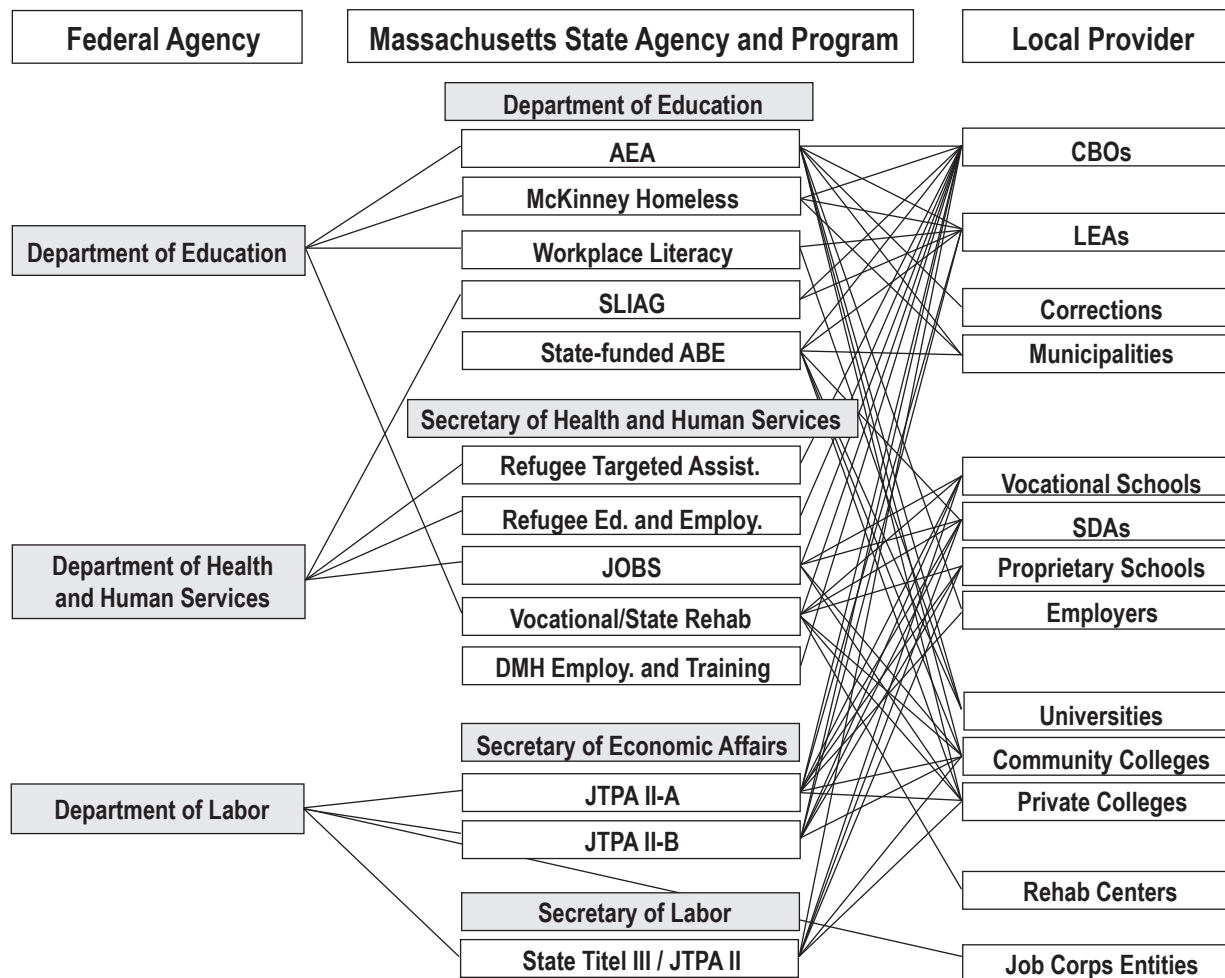 Federal Agency
Massachusetts State Agency and Program
Local Provider
Department of Education
Department of Health
and Human Services
Department of Labor
Department of Education
AEA
McKinney Homeless
Workplace Literacy
SLIAG
State-funded ABE
Secretary of Health and Human Services
Refugee Targeted Assist.
Refugee Ed. and Employ.
JOBS
Vocational/State Rehab
DMH Employ. and Training
Secretary of Economic Affairs
JTPA II-A
JTPA II-B
Secretary of Labor
State Titel III / JTPA II
CBOs
LEAs
Corrections
Municipalities
Vocational Schools
SDAs
Proprietary Schools
Employers
Universities
Community Colleges
Private Colleges
Rehab Centers
Job Corps Entities